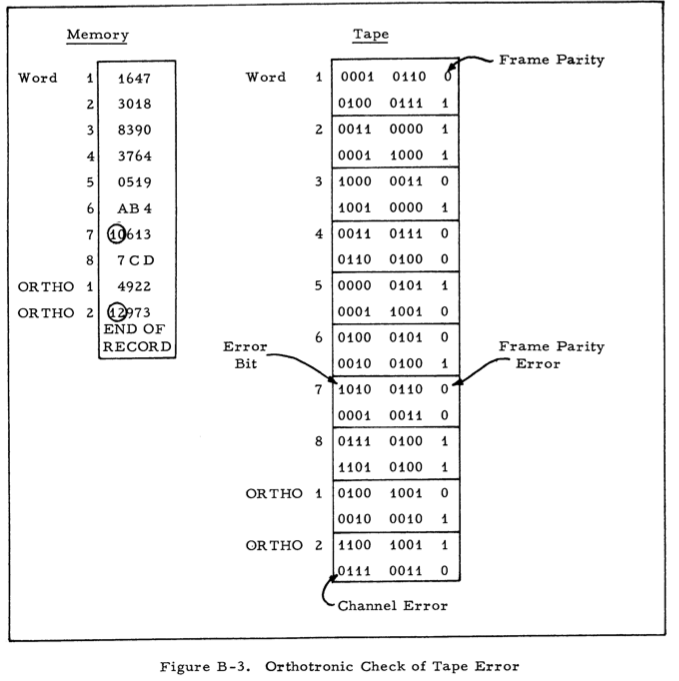 Memory
Word 1 1647
2 3018
3 8390
4 3764
5 0519
6 AB4
7 10613
8 7CD
ORTHO 1 4922
ORTHO 2 12973
END OF
RECORD
Tape
Frame Parity
Word 1 0001 0110 0
0100 0111 1
2 0011 0000 1
0001 1000 1
3 1000 0011 0
1001 0000 1
4 0011 0111 0
0110 0100 0
5 0000 0101 1
0001 1001 0
6 0100 0101 0
0010 0100 1
Error
Bit
Frame Parity
Error
7 1010 0110 0
0001 0011 0
8 0111 0100 1
1101 0100 1
ORTHO 1 0100 1001 0
0010 0010 1
ORTHO 2 1100 1001 1
0111 0011 0
Channel Error
Figure B-3. Orthotronic Check of Tape Error